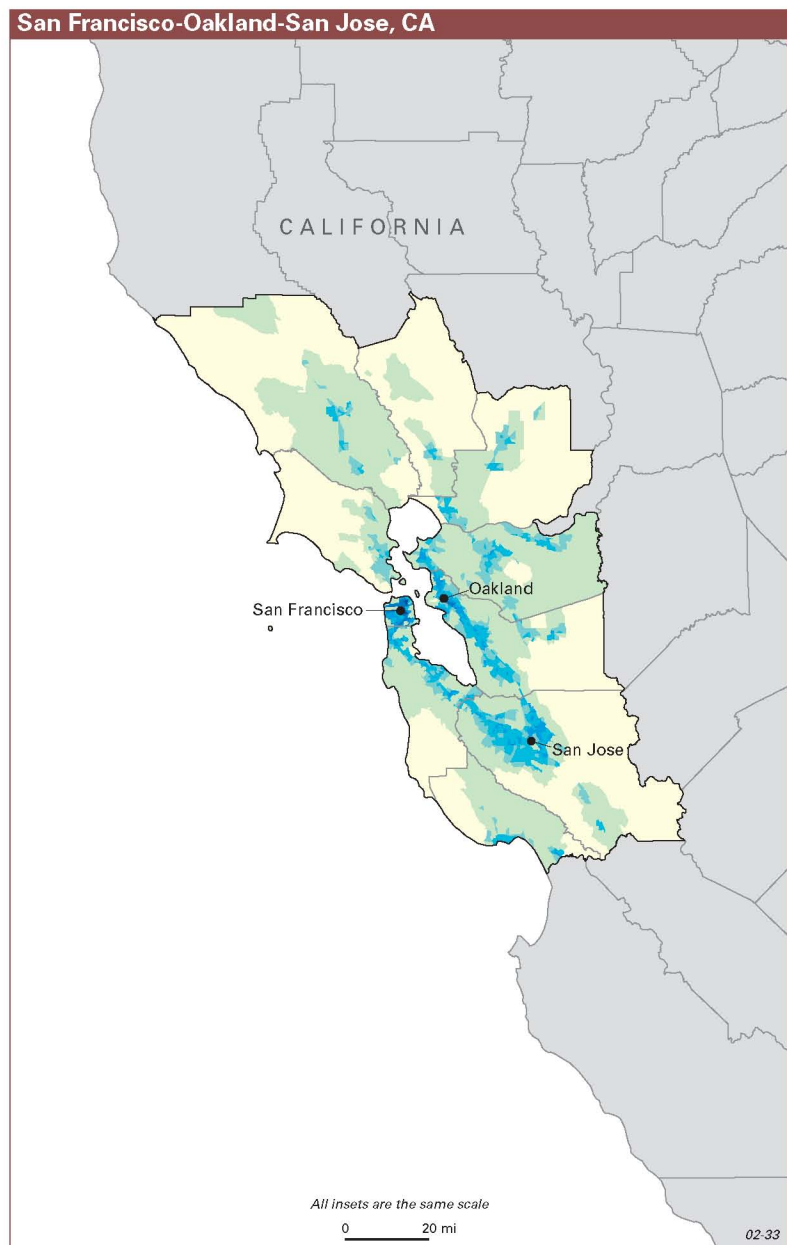 San Francisco-Oakland-San Jose, CA
CALIFORNIA
Oakland
San Francisco
San Jose
All insets are the same scale
0 20 mi
02-33